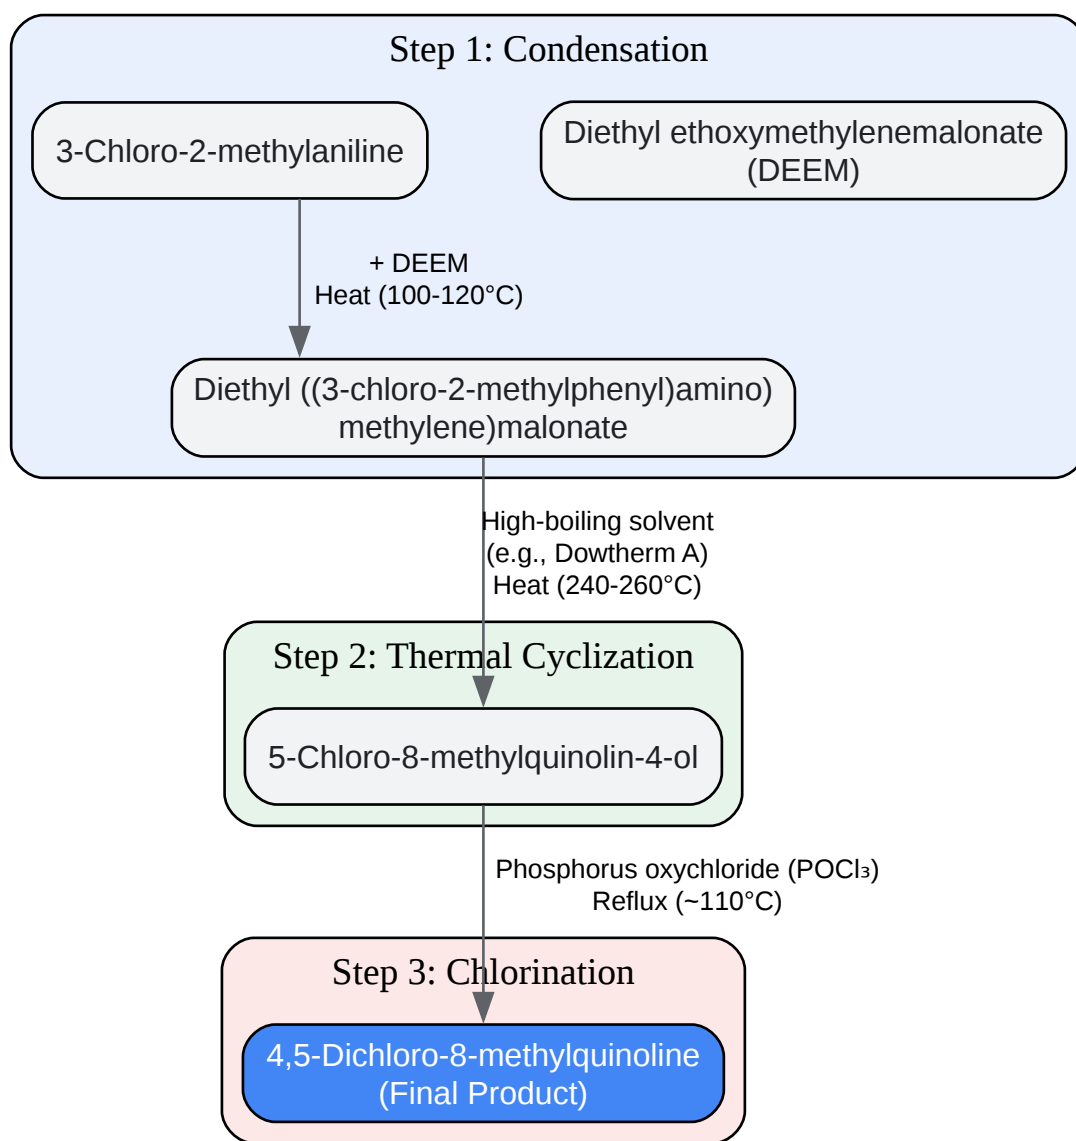 Step 1: Condensation
3-Chloro-2-methylaniline
Diethyl ethoxymethylenemalonate
(DEEM)
+ DEEM
Heat (100-120°C)
Diethyl ((3-chloro-2-methylphenyl)amino)
methylene)malonate
High-boiling solvent
(e.g., Dowtherm A)
Heat (240-260°C)
Step 2: Thermal Cyclization
5-Chloro-8-methylquinolin-4-ol
Phosphorus oxychloride (POCl₃)
Reflux (~110°C)
Step 3: Chlorination
4,5-Dichloro-8-methylquinoline
(Final Product)